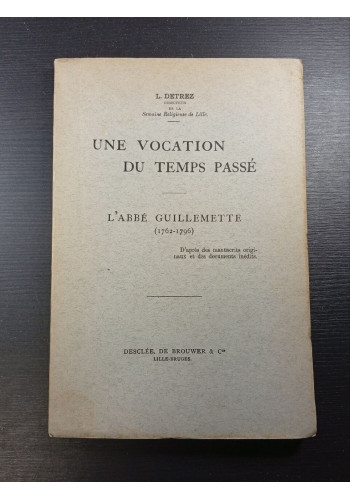 L. DETREZ
DIRECTEUR
DE LA
Semaine Religieuse de Lille.
UNE VOCATION
DU TEMPS PASSÉ
L'ABBÉ GUILLEMETTE
(1762-1796)
D'après des manuscrits origi-
naux et des documents inédits.
DESCLÉE, DE BROUWER & Cie
LILLE-BRUGES